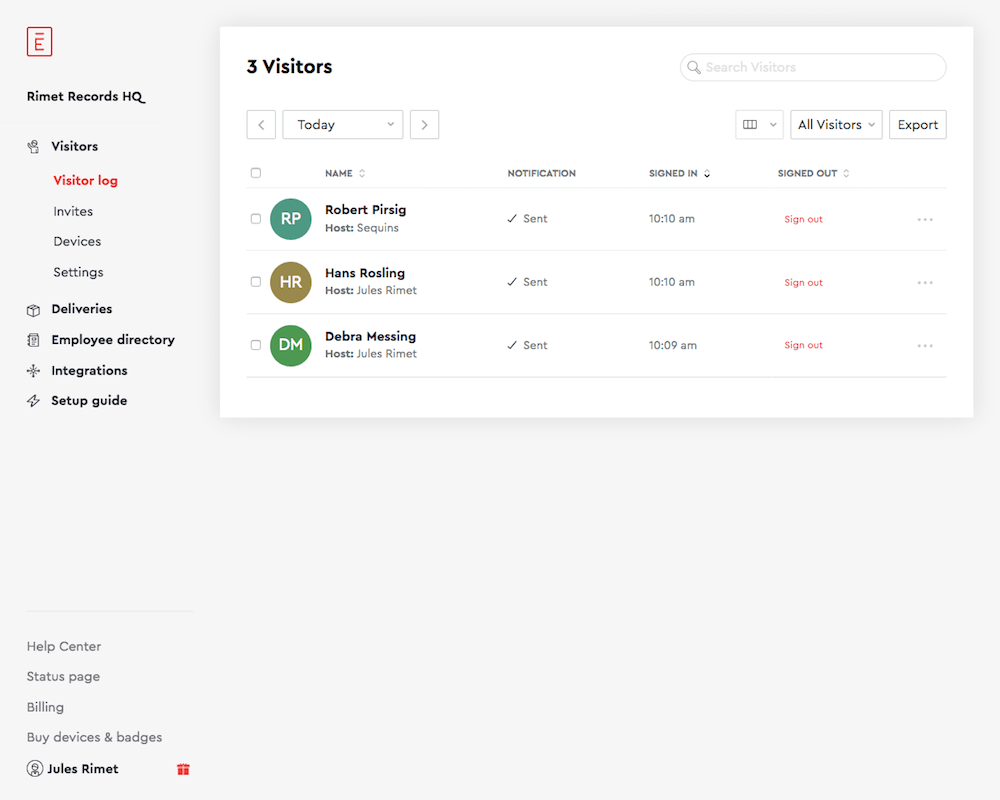 E
Rimet Records HQ
Visitors
Visitor log
Invites
Devices
Settings
Deliveries
Employee directory
Integrations
Setup guide
Help Center
Status page
Billing
Buy devices & badges
Jules Rimet
3 Visitors
Search Visitors
Today
All Visitors
Export
NAME NOTIFICATION SIGNED IN SIGNED OUT
RP Robert Pirsig
Host: Sequins
Sent 10:10 am Sign out
HR Hans Rosling
Host: Jules Rimet
Sent 10:10 am Sign out
DM Debra Messing
Host: Jules Rimet
Sent 10:09 am Sign out